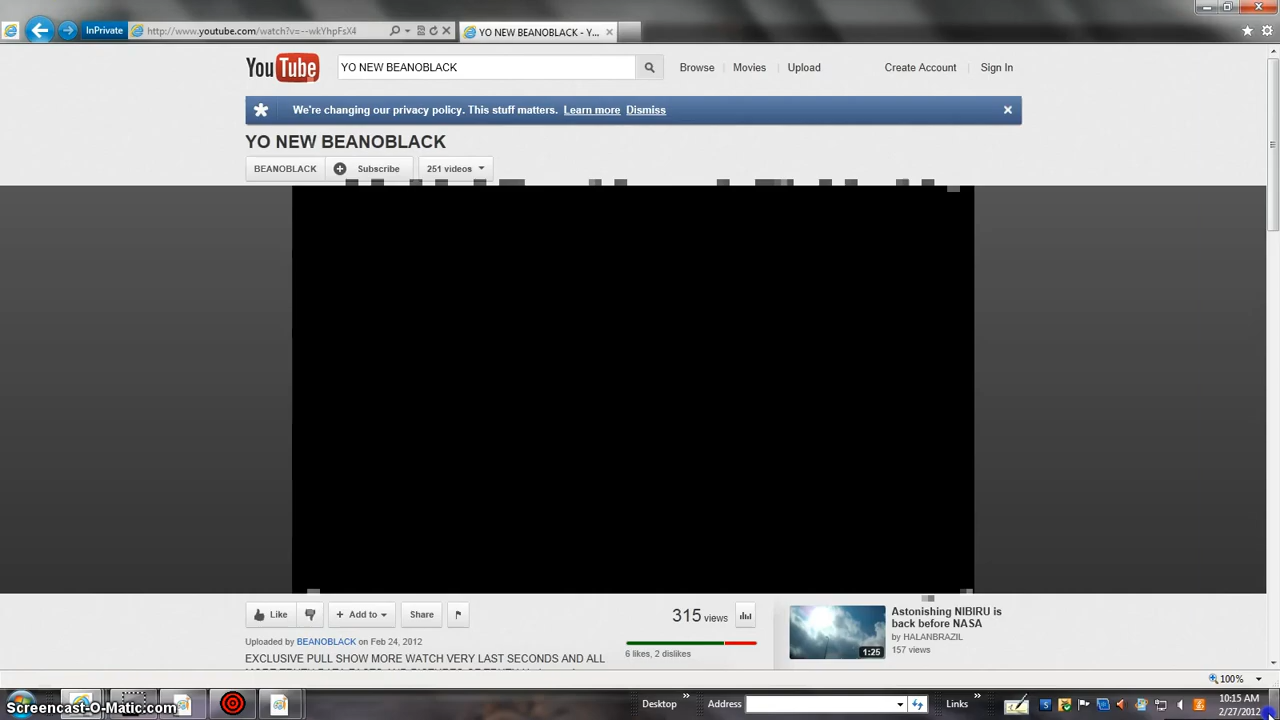 InPrivate http://www.youtube.com/watch?v=--wkYhpFsX4 YO NEW BEANOBLACK - Y...
YouTube YO NEW BEANOBLACK Browse Movies Upload Create Account Sign In
We're changing our privacy policy. This stuff matters. Learn more Dismiss
YO NEW BEANOBLACK
BEANOBLACK Subscribe 251 videos
Like Add to Share 315 views
Uploaded by BEANOBLACK on Feb 24, 2012
6 likes, 2 dislikes
EXCLUSIVE PULL SHOW MORE WATCH VERY LAST SECONDS AND ALL
Astonishing NIBIRU is
back before NASA
by HALANBRAZIL
157 views
1:25
100%
Screencast-O-Matic.com Desktop Address Links 10:15 AM
2/27/2012